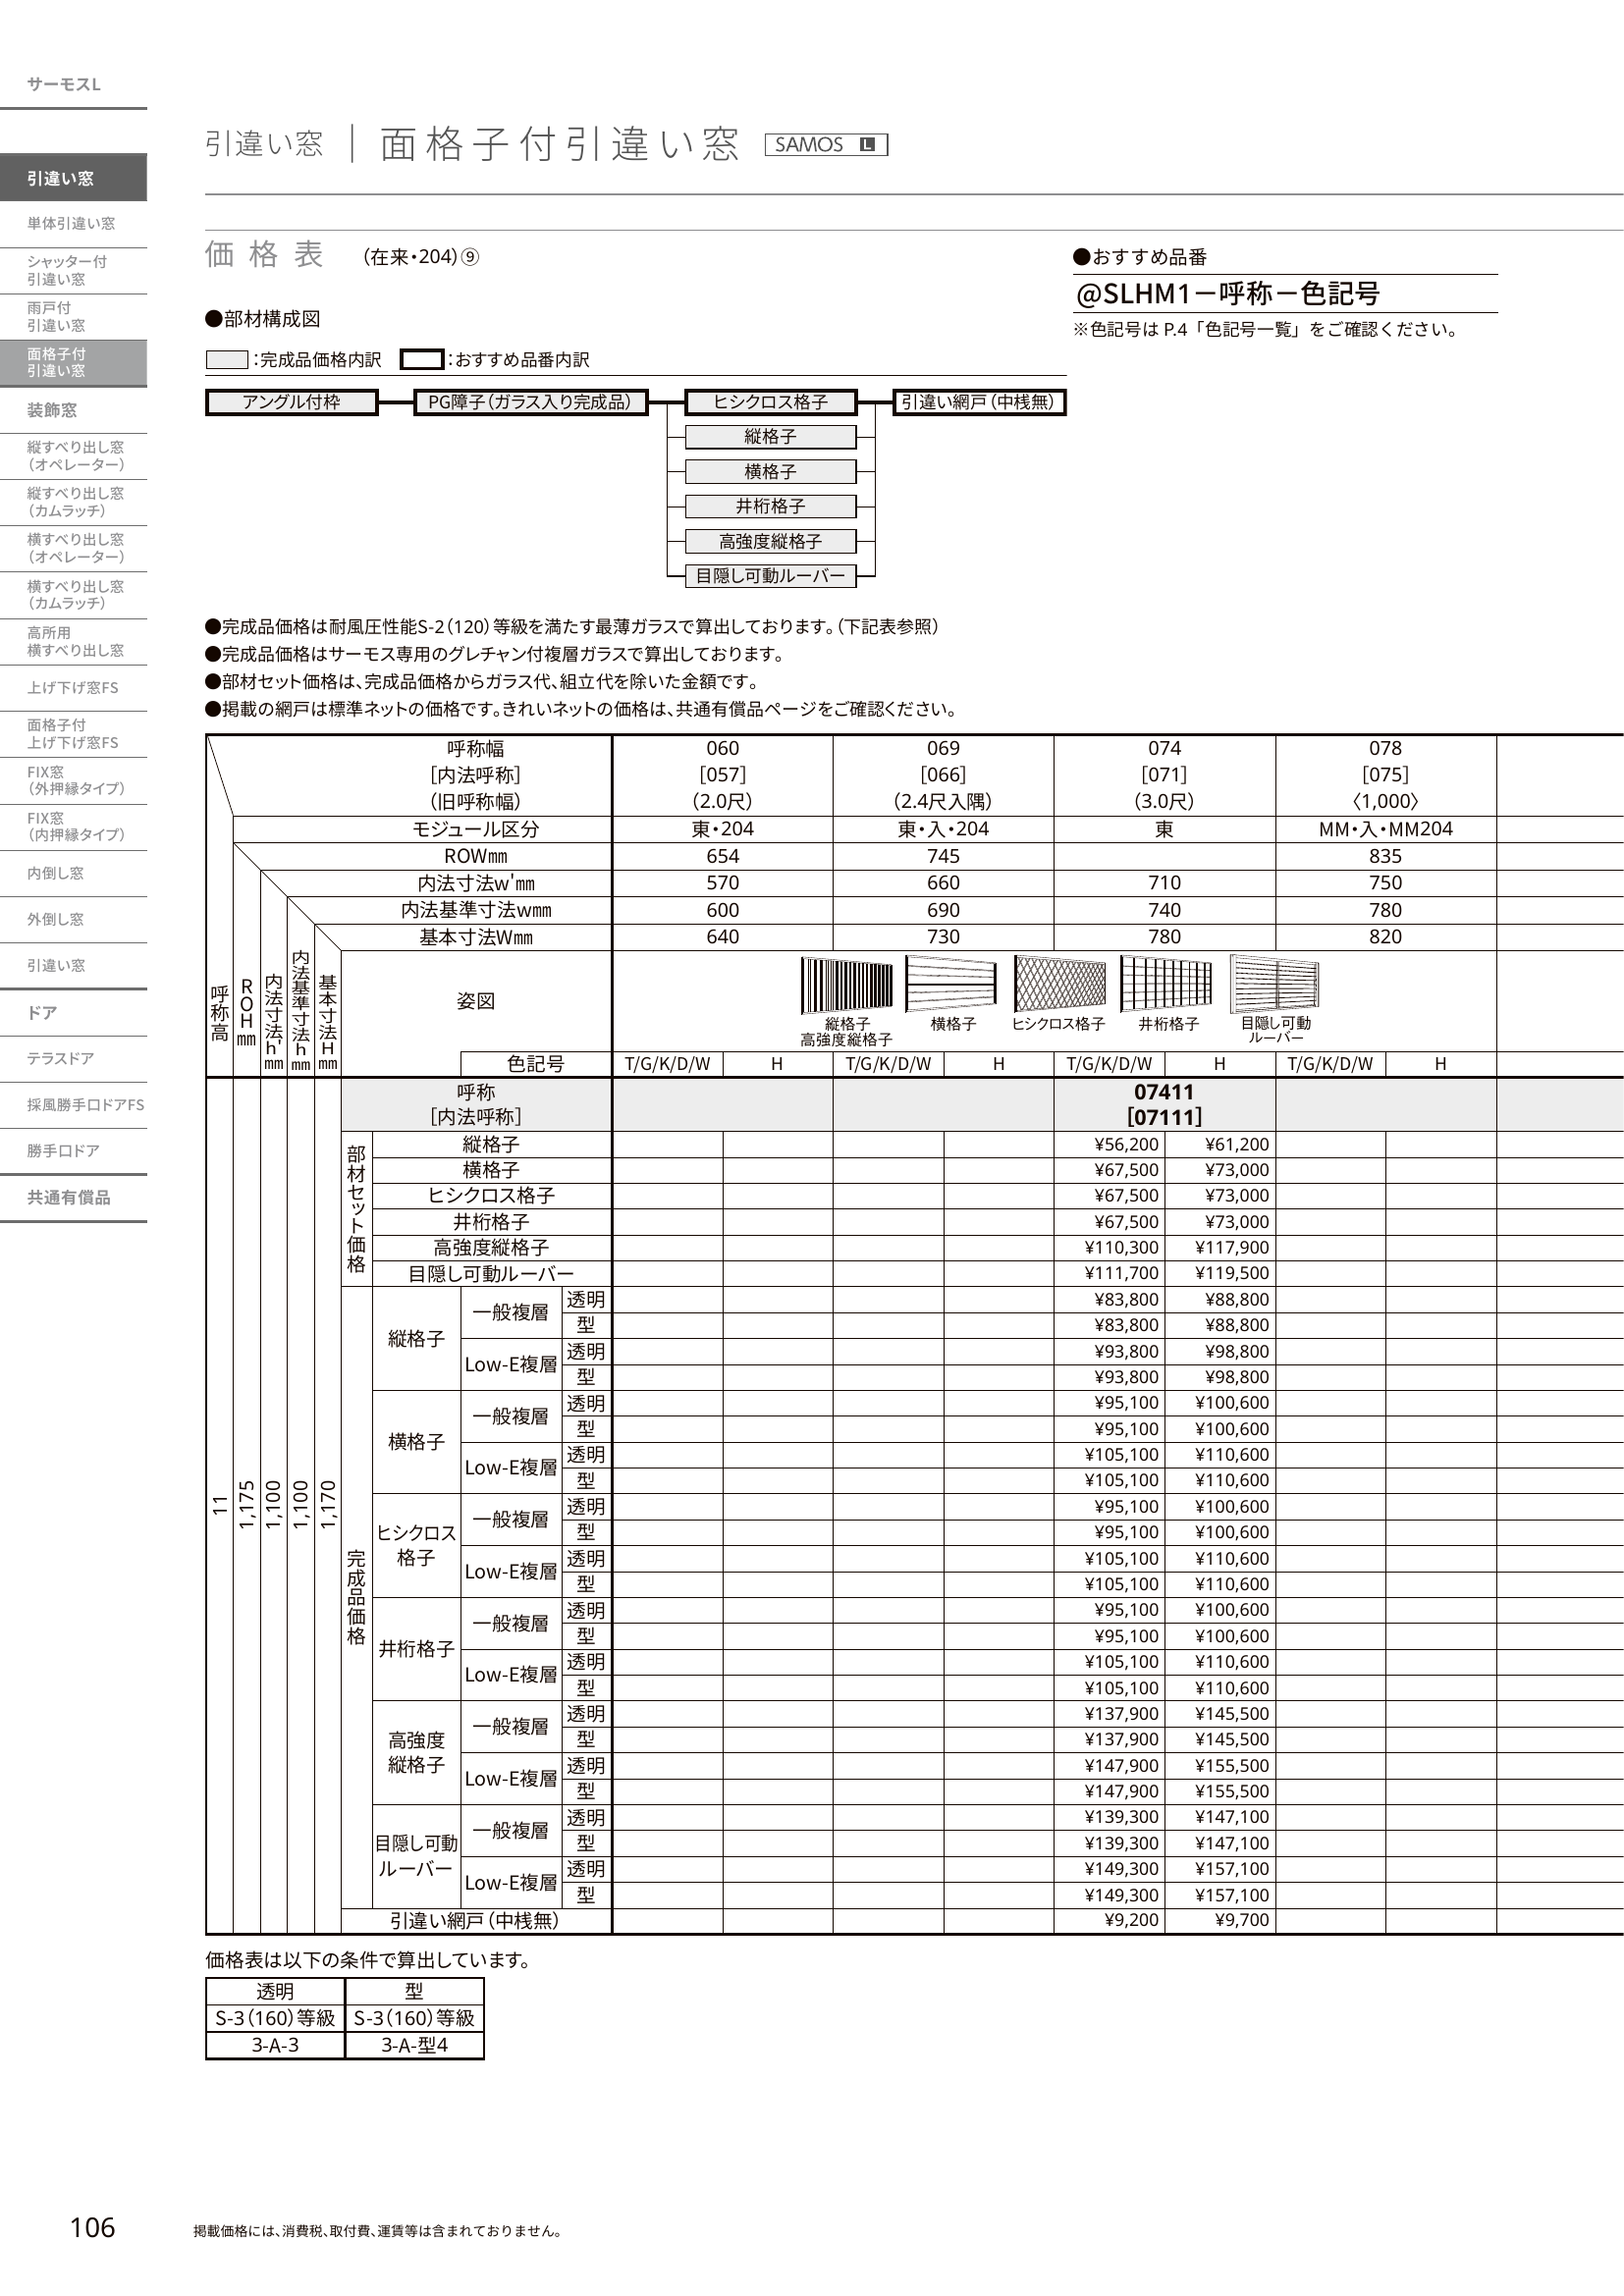 サーモスL
引違い窓
単体引違い窓
シャッター付
引違い窓
雨戸付
引違い窓
面格子付
引違い窓
装飾窓
縦すべり出し窓
（オペレーター）
縦すべり出し窓
（カムラッチ）
横すべり出し窓
（オペレーター）
横すべり出し窓
（カムラッチ）
高所用
横すべり出し窓
上げ下げ窓FS
面格子付
上げ下げ窓FS
FIX窓
（外押縁タイプ）
FIX窓
（内押縁タイプ）
内倒し窓
外倒し窓
引違い窓
ドア
テラスドア
採風勝手口ドアFS
勝手口ドア
共通有償品
引違い窓｜面格子付引違い窓 SAMOS L
価格表 （在来・204）⑨
●おすすめ品番
@SLHM1－呼称－色記号
※色記号は P.4「色記号一覧」をご確認ください。
●部材構成図
：完成品価格内訳 ：おすすめ品番内訳
アングル付枠 PG障子（ガラス入り完成品） ヒシクロス格子 引違い網戸（中桟無）
縦格子
横格子
井桁格子
高強度縦格子
目隠し可動ルーバー
●完成品価格は耐風圧性能S-2（120）等級を満たす最薄ガラスで算出しております。（下記表参照）
●完成品価格はサーモス専用のグレチャン付複層ガラスで算出しております。
●部材セット価格は、完成品価格からガラス代、組立代を除いた金額です。
●掲載の網戸は標準ネットの価格です。きれいネットの価格は、共通有償品ページをご確認ください。
呼称幅 060 069 074 078
［内法呼称］ ［057］ ［066］ ［071］ ［075］
（旧呼称幅） （2.0尺） （2.4尺入隅） （3.0尺） 〈1,000〉
モジュール区分 東・204 東・入・204 東 MM・入・MM204
ROW㎜ 654 745 835
内法寸法w'㎜ 570 660 710 750
内法基準寸法w㎜ 600 690 740 780
基本寸法W㎜ 640 730 780 820
呼称高 ROH㎜ 内法寸法h'㎜ 内法基準寸法h㎜ 基本寸法H㎜
姿図
縦格子 横格子 ヒシクロス格子 井桁格子 目隠し可動
高強度縦格子 ルーバー
色記号 T/G/K/D/W H T/G/K/D/W H T/G/K/D/W H T/G/K/D/W H
呼称 07411
［内法呼称］ ［07111］
11 1,175 1,100 1,100 1,170
部材セット価格
縦格子 ¥56,200 ¥61,200
横格子 ¥67,500 ¥73,000
ヒシクロス格子 ¥67,500 ¥73,000
井桁格子 ¥67,500 ¥73,000
高強度縦格子 ¥110,300 ¥117,900
目隠し可動ルーバー ¥111,700 ¥119,500
完成品価格
縦格子 一般複層 透明 ¥83,800 ¥88,800
型 ¥83,800 ¥88,800
Low-E複層 透明 ¥93,800 ¥98,800
型 ¥93,800 ¥98,800
横格子 一般複層 透明 ¥95,100 ¥100,600
型 ¥95,100 ¥100,600
Low-E複層 透明 ¥105,100 ¥110,600
型 ¥105,100 ¥110,600
ヒシクロス格子 一般複層 透明 ¥95,100 ¥100,600
型 ¥95,100 ¥100,600
Low-E複層 透明 ¥105,100 ¥110,600
型 ¥105,100 ¥110,600
井桁格子 一般複層 透明 ¥95,100 ¥100,600
型 ¥95,100 ¥100,600
Low-E複層 透明 ¥105,100 ¥110,600
型 ¥105,100 ¥110,600
高強度縦格子 一般複層 透明 ¥137,900 ¥145,500
型 ¥137,900 ¥145,500
Low-E複層 透明 ¥147,900 ¥155,500
型 ¥147,900 ¥155,500
目隠し可動ルーバー 一般複層 透明 ¥139,300 ¥147,100
型 ¥139,300 ¥147,100
Low-E複層 透明 ¥149,300 ¥157,100
型 ¥149,300 ¥157,100
引違い網戸（中桟無） ¥9,200 ¥9,700
価格表は以下の条件で算出しています。
透明 型
S-3（160）等級 S-3（160）等級
3-A-3 3-A-型4
106
掲載価格には、消費税、取付費、運賃等は含まれておりません。